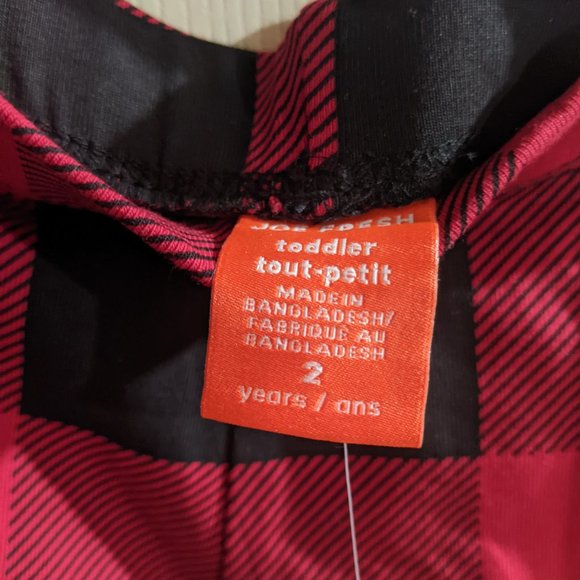 JOE FRESH
toddler
tout-petit
MADE IN
BANGLADESH/
FABRIQUÉ AU
BANGLADESH
2
years / ans